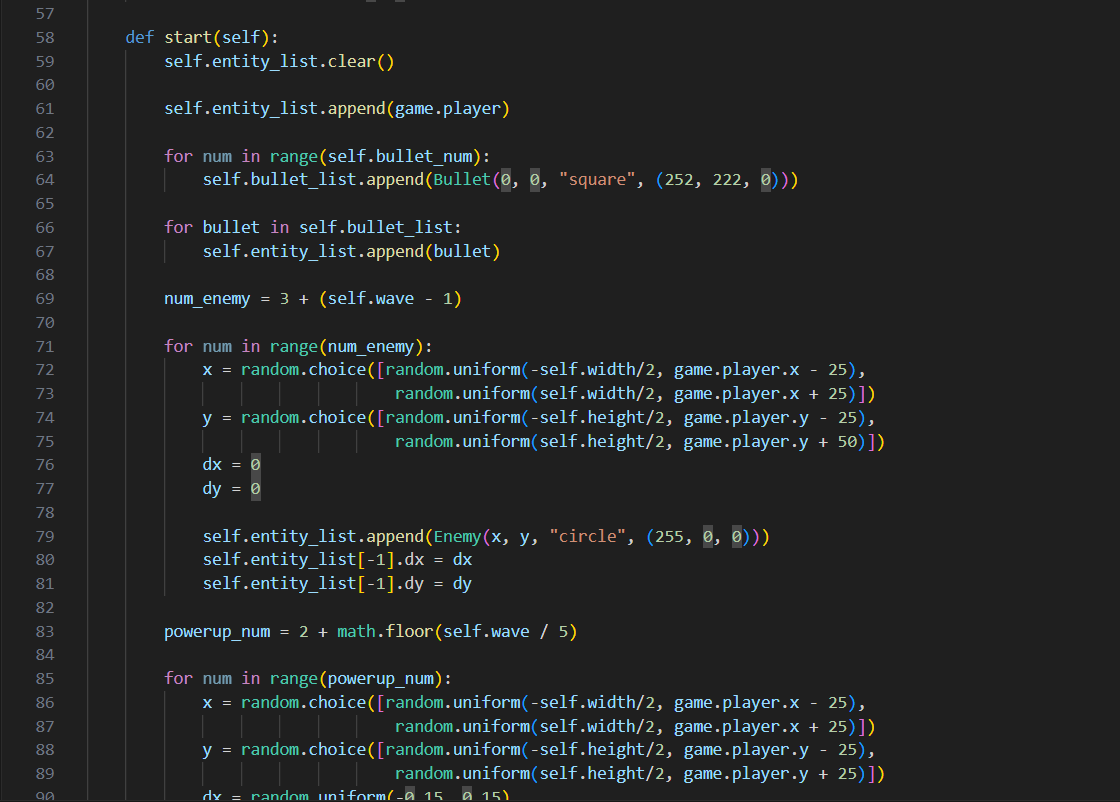 57
58 def start(self):
59 self.entity_list.clear()
60
61 self.entity_list.append(game.player)
62
63 for num in range(self.bullet_num):
64 self.bullet_list.append(Bullet(0, 0, "square", (252, 222, 0)))
65
66 for bullet in self.bullet_list:
67 self.entity_list.append(bullet)
68
69 num_enemy = 3 + (self.wave - 1)
70
71 for num in range(num_enemy):
72 x = random.choice([random.uniform(-self.width/2, game.player.x - 25),
73 random.uniform(self.width/2, game.player.x + 25)])
74 y = random.choice([random.uniform(-self.height/2, game.player.y - 25),
75 random.uniform(self.height/2, game.player.y + 50)])
76 dx = 0
77 dy = 0
78
79 self.entity_list.append(Enemy(x, y, "circle", (255, 0, 0)))
80 self.entity_list[-1].dx = dx
81 self.entity_list[-1].dy = dy
82
83 powerup_num = 2 + math.floor(self.wave / 5)
84
85 for num in range(powerup_num):
86 x = random.choice([random.uniform(-self.width/2, game.player.x - 25),
87 random.uniform(self.width/2, game.player.x + 25)])
88 y = random.choice([random.uniform(-self.height/2, game.player.y - 25),
89 random.uniform(self.height/2, game.player.y + 25)])
90 dx = random.uniform(-0.15, 0.15)